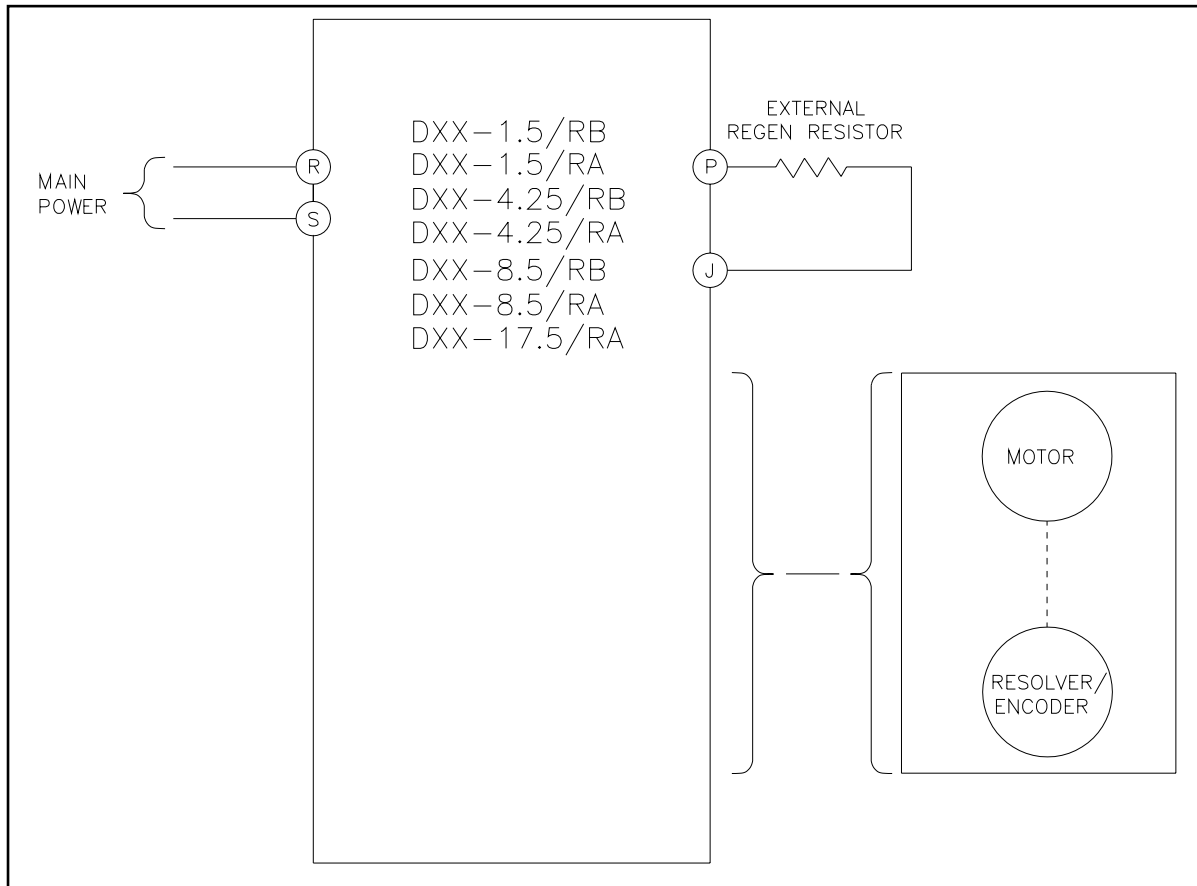 MAIN
POWER
R
S
DXX-1.5/RB
DXX-1.5/RA
DXX-4.25/RB
DXX-4.25/RA
DXX-8.5/RB
DXX-8.5/RA
DXX-17.5/RA
P
EXTERNAL
REGEN RESISTOR
J
MOTOR
RESOLVER/
ENCODER